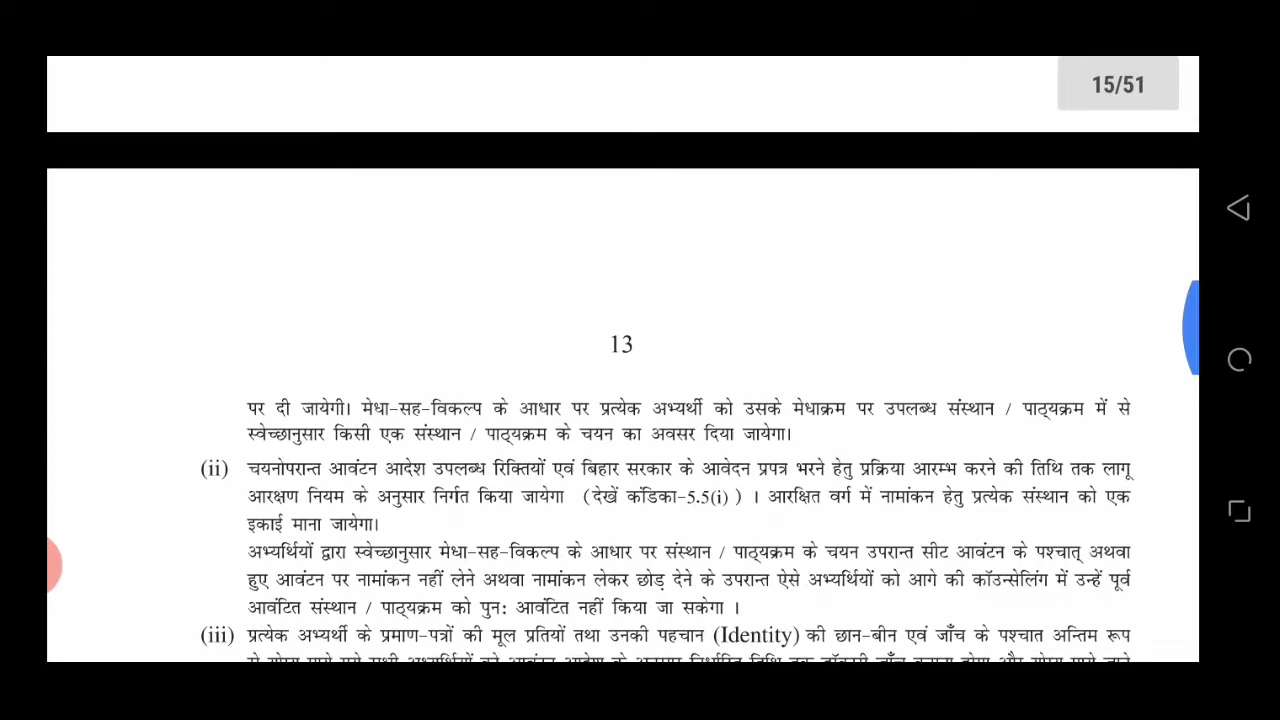 15/51
13
पर दी जायेगी। मेधा-सह-विकल्प के आधार पर प्रत्येक अभ्यर्थी को उसके मेधाक्रम पर उपलब्ध संस्थान / पाठ्यक्रम में से
स्वेच्छानुसार किसी एक संस्थान / पाठ्यक्रम के चयन का अवसर दिया जायेगा।
(ii) चयनोपरान्त आवंटन आदेश उपलब्ध रिक्तियों एवं बिहार सरकार के आवेदन प्रपत्र भरने हेतु प्रक्रिया आरम्भ करने की तिथि तक लागू
आरक्षण नियम के अनुसार निर्गत किया जायेगा (देखें कंडिका-5.5(i) ) । आरक्षित वर्ग में नामांकन हेतु प्रत्येक संस्थान को एक
इकाई माना जायेगा।
अभ्यर्थियों द्वारा स्वेच्छानुसार मेधा-सह-विकल्प के आधार पर संस्थान / पाठ्यक्रम के चयन उपरान्त सीट आवंटन के पश्चात् अथवा
हुए आवंटन पर नामांकन नहीं लेने अथवा नामांकन लेकर छोड़ देने के उपरान्त ऐसे अभ्यर्थियों को आगे की कॉउन्सेलिंग में उन्हें पूर्व
आवंटित संस्थान / पाठ्यक्रम को पुन: आवंटित नहीं किया जा सकेगा ।
(iii) प्रत्येक अभ्यर्थी के प्रमाण-पत्रों की मूल प्रतियों तथा उनकी पहचान (Identity) की छान-बीन एवं जाँच के पश्चात अन्तिम रूप